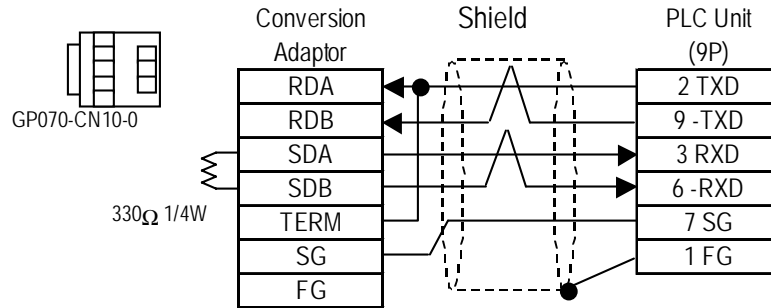 Conversion Adaptor
Shield
PLC Unit (9P)
GP070-CN10-0
RDA
2 TXD
RDB
9 -TXD
SDA
3 RXD
SDB
6 -RXD
330Ω 1/4W
TERM
7 SG
SG
1 FG
FG